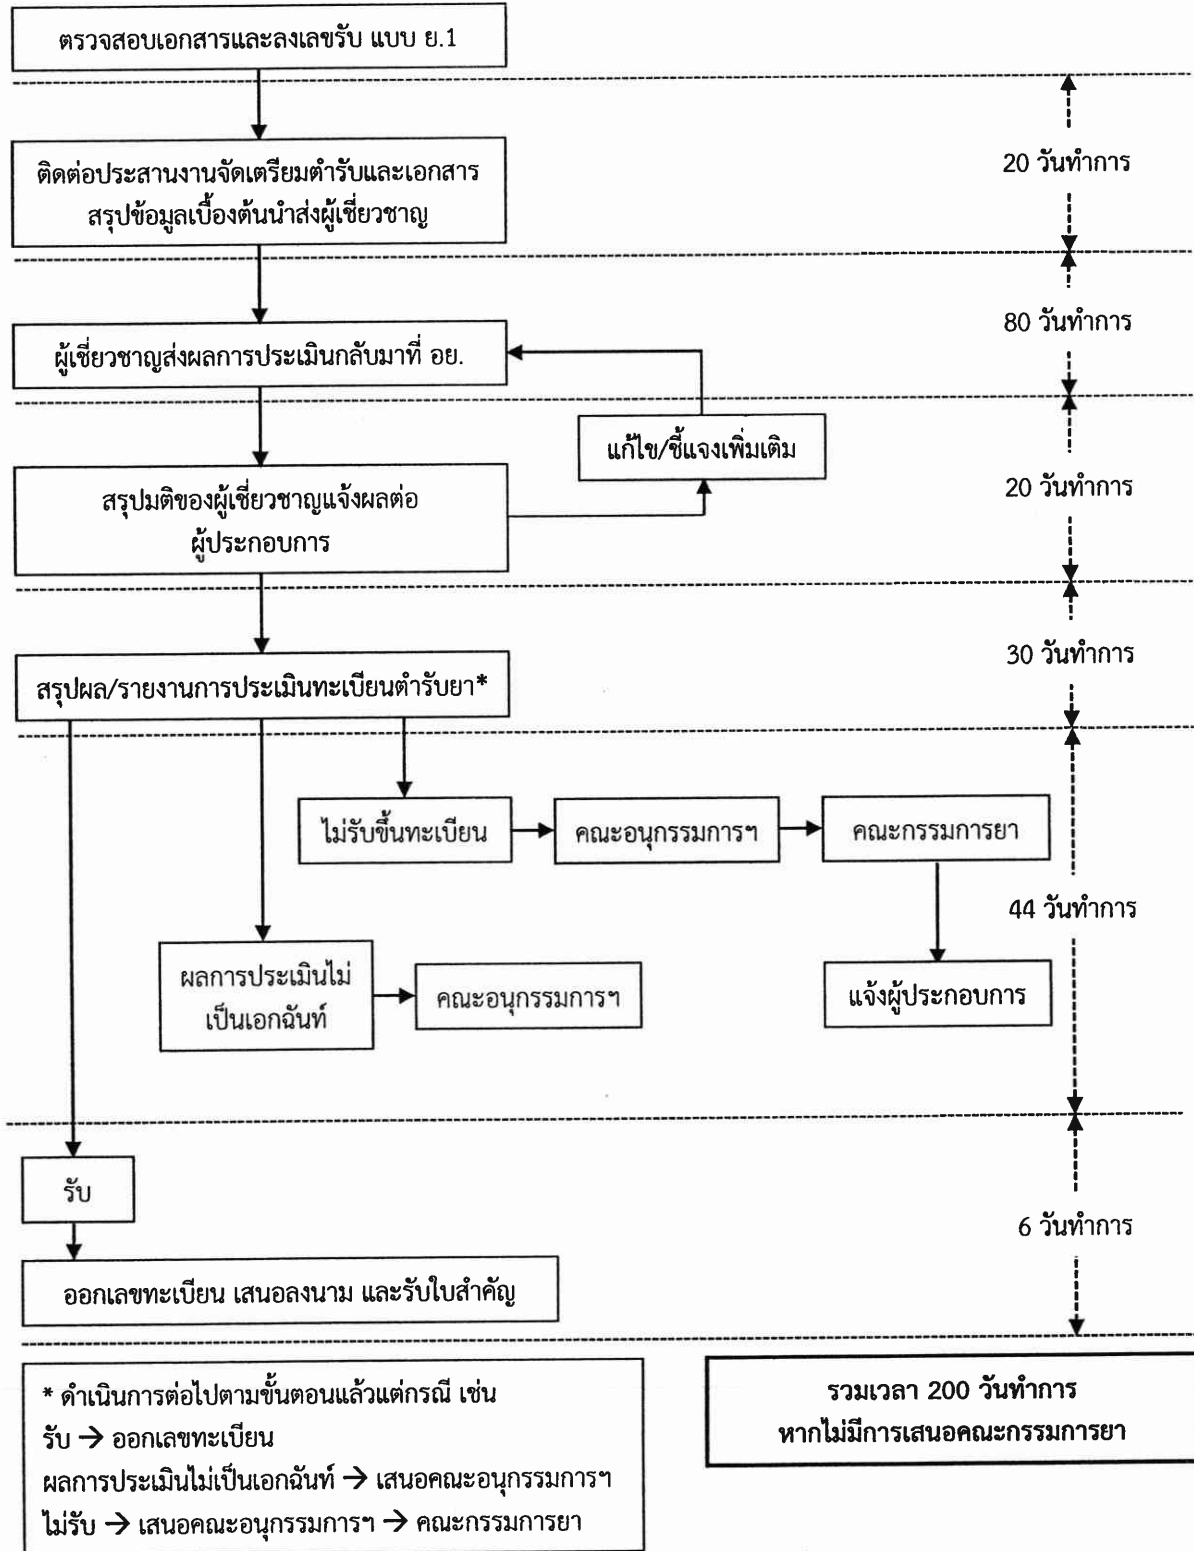 ตรวจสอบเอกสารและลงเลขรับ แบบ ย.1
ติดต่อประสานงานจัดเตรียมตำรับและเอกสาร
สรุปข้อมูลเบื้องต้นนำส่งผู้เชี่ยวชาญ
20 วันทำการ
ผู้เชี่ยวชาญส่งผลการประเมินกลับมาที่ อย.
80 วันทำการ
แก้ไข/ชี้แจงเพิ่มเติม
สรุปมติของผู้เชี่ยวชาญแจ้งผลต่อ
ผู้ประกอบการ
20 วันทำการ
สรุปผล/รายงานการประเมินทะเบียนตำรับยา*
30 วันทำการ
ไม่รับขึ้นทะเบียน
คณะอนุกรรมการฯ
คณะกรรมการยา
44 วันทำการ
ผลการประเมินไม่
เป็นเอกฉันท์
คณะอนุกรรมการฯ
แจ้งผู้ประกอบการ
รับ
6 วันทำการ
ออกเลขทะเบียน เสนอลงนาม และรับใบสำคัญ
* ดำเนินการต่อไปตามขั้นตอนแล้วแต่กรณี เช่น
รับ → ออกเลขทะเบียน
ผลการประเมินไม่เป็นเอกฉันท์ → เสนอคณะอนุกรรมการฯ
ไม่รับ → เสนอคณะอนุกรรมการฯ → คณะกรรมการยา
รวมเวลา 200 วันทำการ
หากไม่มีการเสนอคณะกรรมการยา